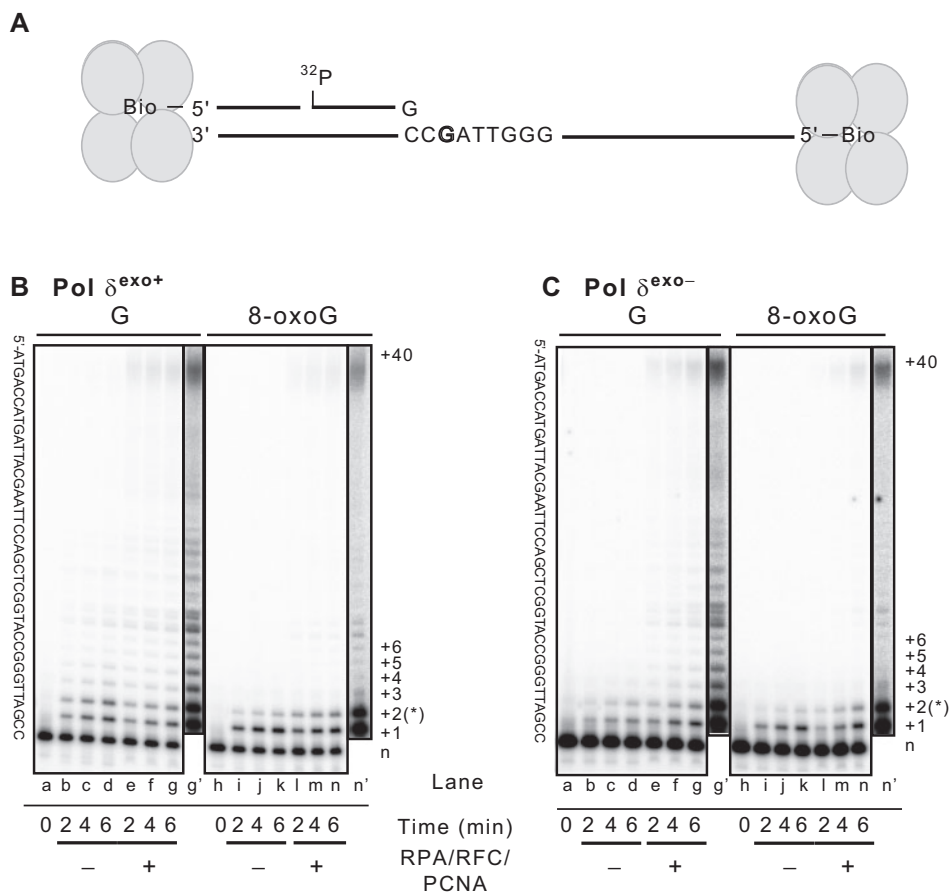 A
32P
Bio – 5' G
3' CCGATTGGG 5' –Bio
B Pol δexo+
G 8-oxoG
5'-ATGACCATGATTACGAATTCCAGCTCGGTACCGGGTTAGCC
+40
+6
+5
+4
+3
+2(*)
+1
n
a b c d e f g g' h i j k l m n n'
0 2 4 6 2 4 6 0 2 4 6 2 4 6
– + – +
Lane
Time (min)
RPA/RFC/
PCNA
C Pol δexo–
G 8-oxoG
5'-ATGACCATGATTACGAATTCCAGCTCGGTACCGGGTTAGCC
+40
+6
+5
+4
+3
+2(*)
+1
n
a b c d e f g g' h i j k l m n n'
0 2 4 6 2 4 6 0 2 4 6 2 4 6
– + – +